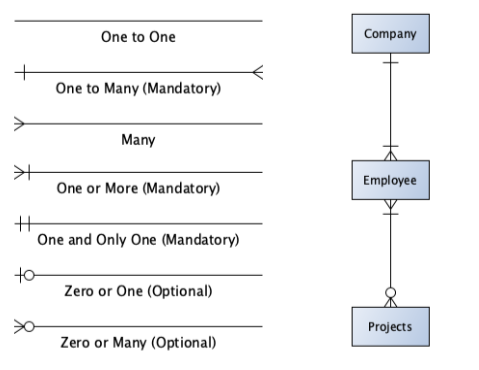 One to One
One to Many (Mandatory)
Many
One or More (Mandatory)
One and Only One (Mandatory)
Zero or One (Optional)
Zero or Many (Optional)
Company
Employee
Projects